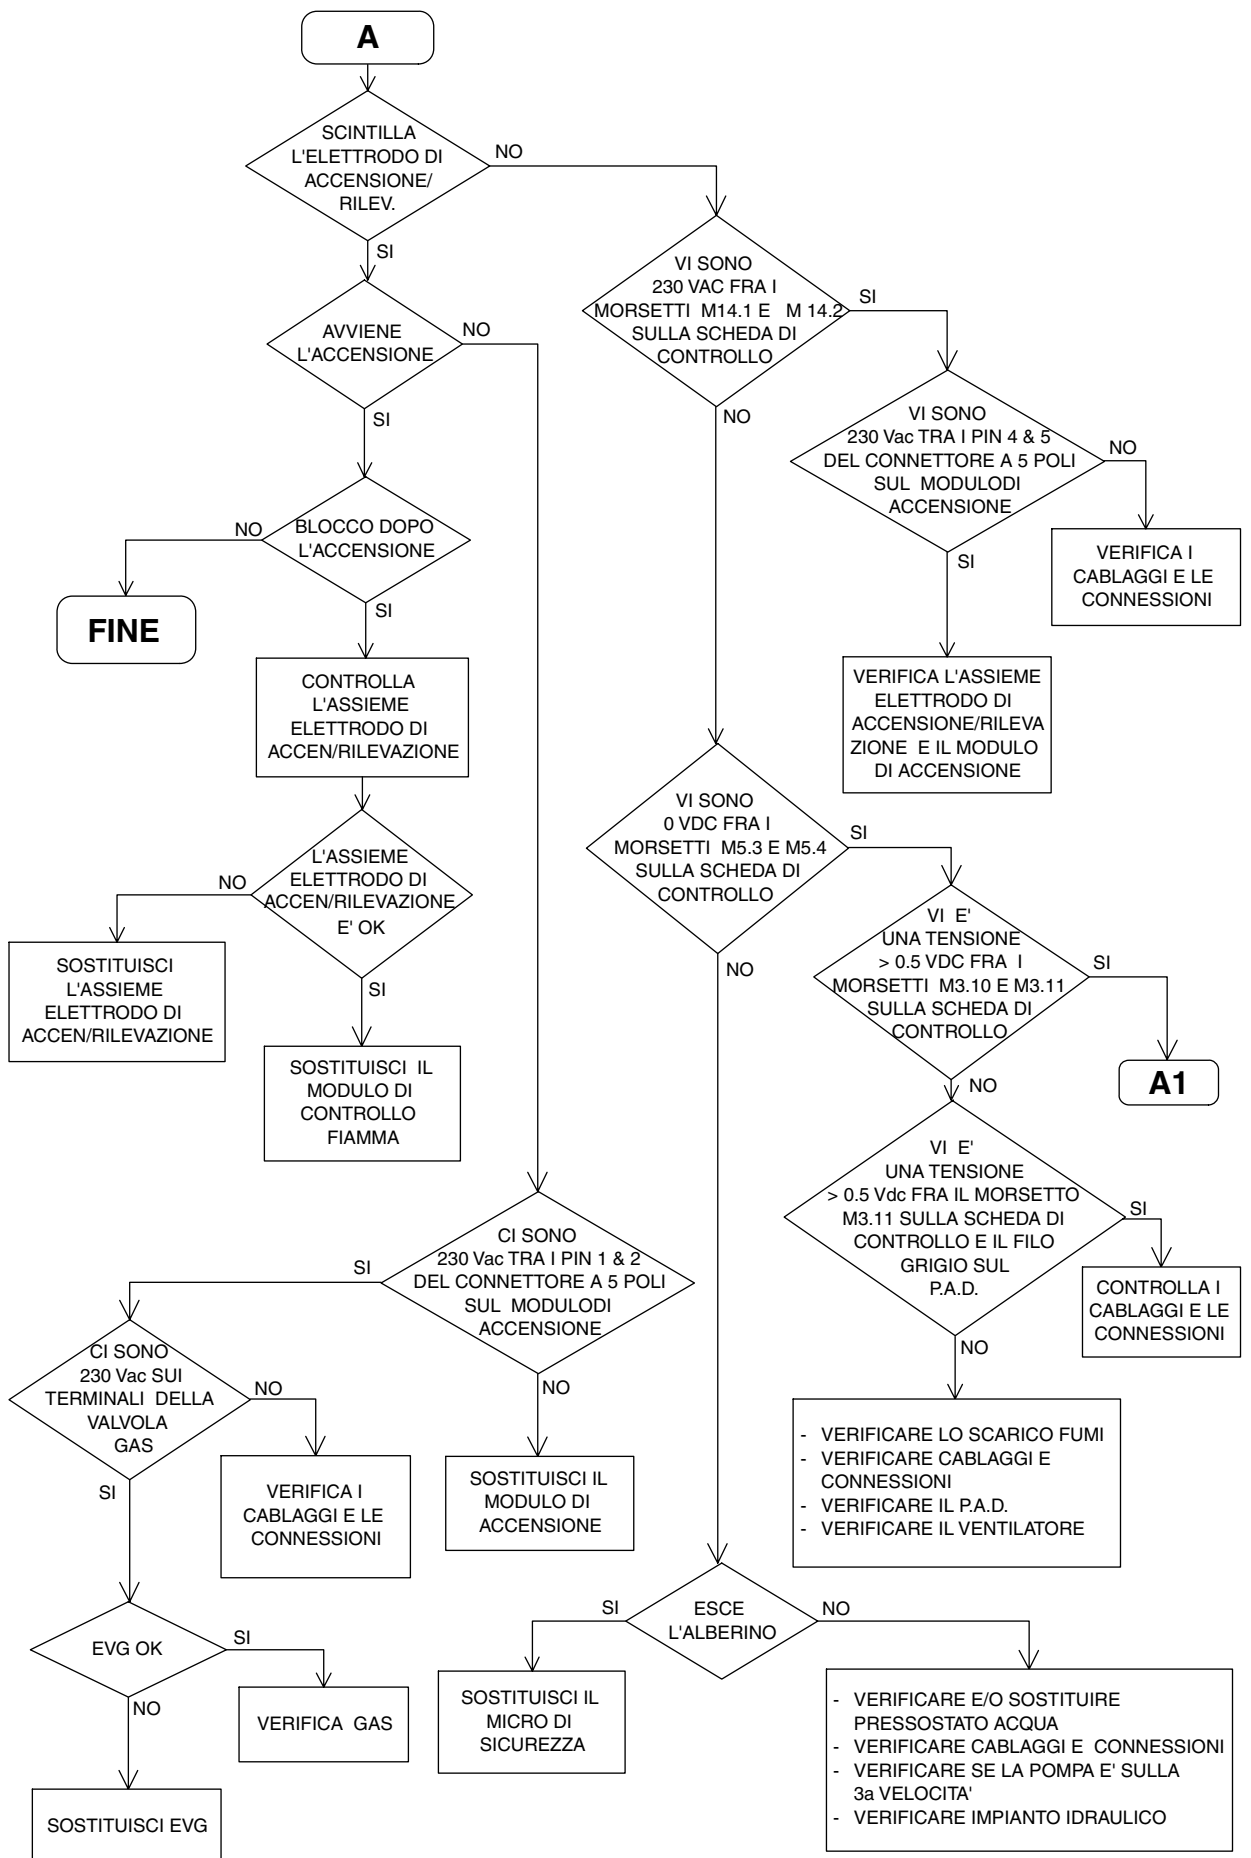 A
SCINTILLA
L'ELETTRODO DI
ACCENSIONE/
RILEV.
NO
SI
VI SONO
230 VAC FRA I
MORSETTI M14.1 E M 14.2
SULLA SCHEDA DI
CONTROLLO
SI
NO
AVVIENE
L'ACCENSIONE
NO
SI
VI SONO
230 Vac TRA I PIN 4 & 5
DEL CONNETTORE A 5 POLI
SUL MODULODI
ACCENSIONE
NO
SI
BLOCCO DOPO
L'ACCENSIONE
NO
SI
VERIFICA I
CABLAGGI E LE
CONNESSIONI
FINE
CONTROLLA
L'ASSIEME
ELETTRODO DI
ACCEN/RILEVAZIONE
VERIFICA L'ASSIEME
ELETTRODO DI
ACCENSIONE/RILEVA
ZIONE E IL MODULO
DI ACCENSIONE
VI SONO
0 VDC FRA I
MORSETTI M5.3 E M5.4
SULLA SCHEDA DI
CONTROLLO
SI
NO
L'ASSIEME
ELETTRODO DI
ACCEN/RILEVAZIONE
E' OK
NO
SI
VI E'
UNA TENSIONE
> 0.5 VDC FRA I
MORSETTI M3.10 E M3.11
SULLA SCHEDA DI
CONTROLLO
SI
NO
SOSTITUISCI
L'ASSIEME
ELETTRODO DI
ACCEN/RILEVAZIONE
SOSTITUISCI IL
MODULO DI
CONTROLLO
FIAMMA
A1
VI E'
UNA TENSIONE
> 0.5 Vdc FRA IL MORSETTO
M3.11 SULLA SCHEDA DI
CONTROLLO E IL FILO
GRIGIO SUL
P.A.D.
SI
NO
CI SONO
230 Vac TRA I PIN 1 & 2
DEL CONNETTORE A 5 POLI
SUL MODULODI
ACCENSIONE
SI
NO
CONTROLLA I
CABLAGGI E LE
CONNESSIONI
CI SONO
230 Vac SUI
TERMINALI DELLA
VALVOLA
GAS
NO
SI
- VERIFICARE LO SCARICO FUMI
- VERIFICARE CABLAGGI E
CONNESSIONI
- VERIFICARE IL P.A.D.
- VERIFICARE IL VENTILATORE
SOSTITUISCI IL
MODULO DI
ACCENSIONE
VERIFICA I
CABLAGGI E LE
CONNESSIONI
ESCE
L'ALBERINO
SI
NO
EVG OK
SI
NO
VERIFICA GAS
SOSTITUISCI IL
MICRO DI
SICUREZZA
- VERIFICARE E/O SOSTITUIRE
PRESSOSTATO ACQUA
- VERIFICARE CABLAGGI E CONNESSIONI
- VERIFICARE SE LA POMPA E' SULLA
3a VELOCITA'
- VERIFICARE IMPIANTO IDRAULICO
SOSTITUISCI EVG